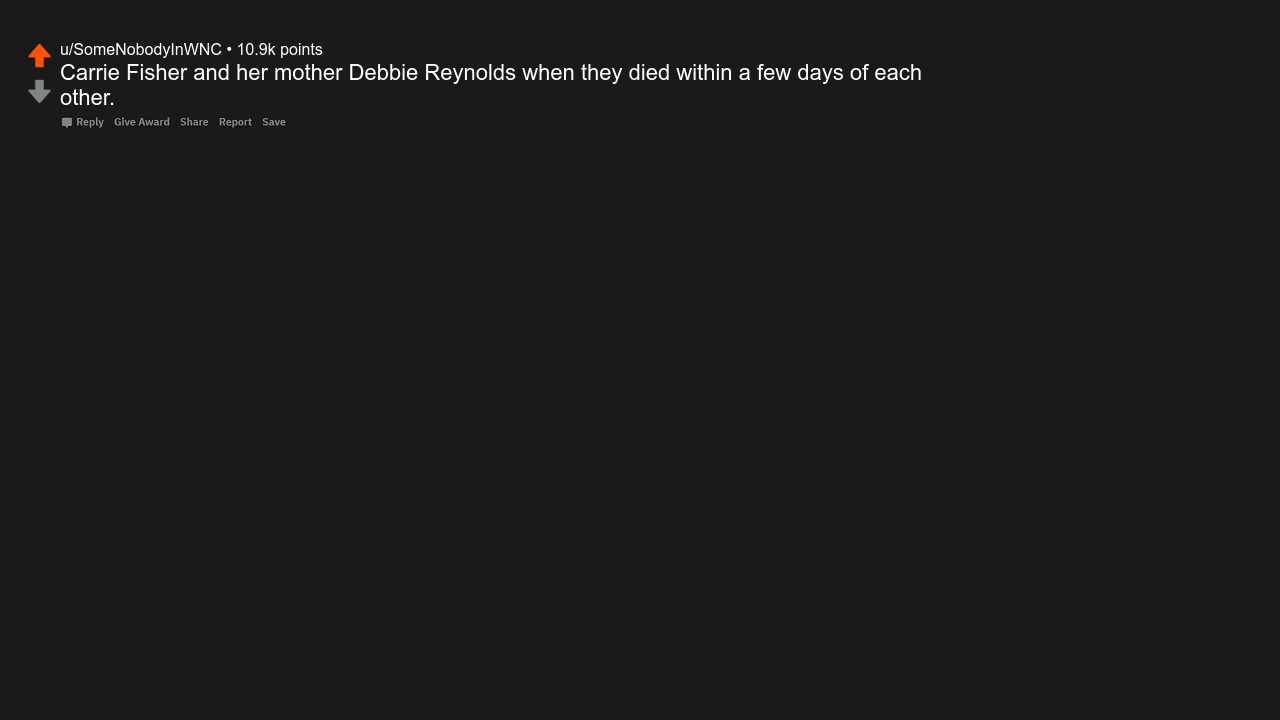 u/SomeNobodyInWNC • 10.9k points
Carrie Fisher and her mother Debbie Reynolds when they died within a few days of each
other.
Reply Give Award Share Report Save